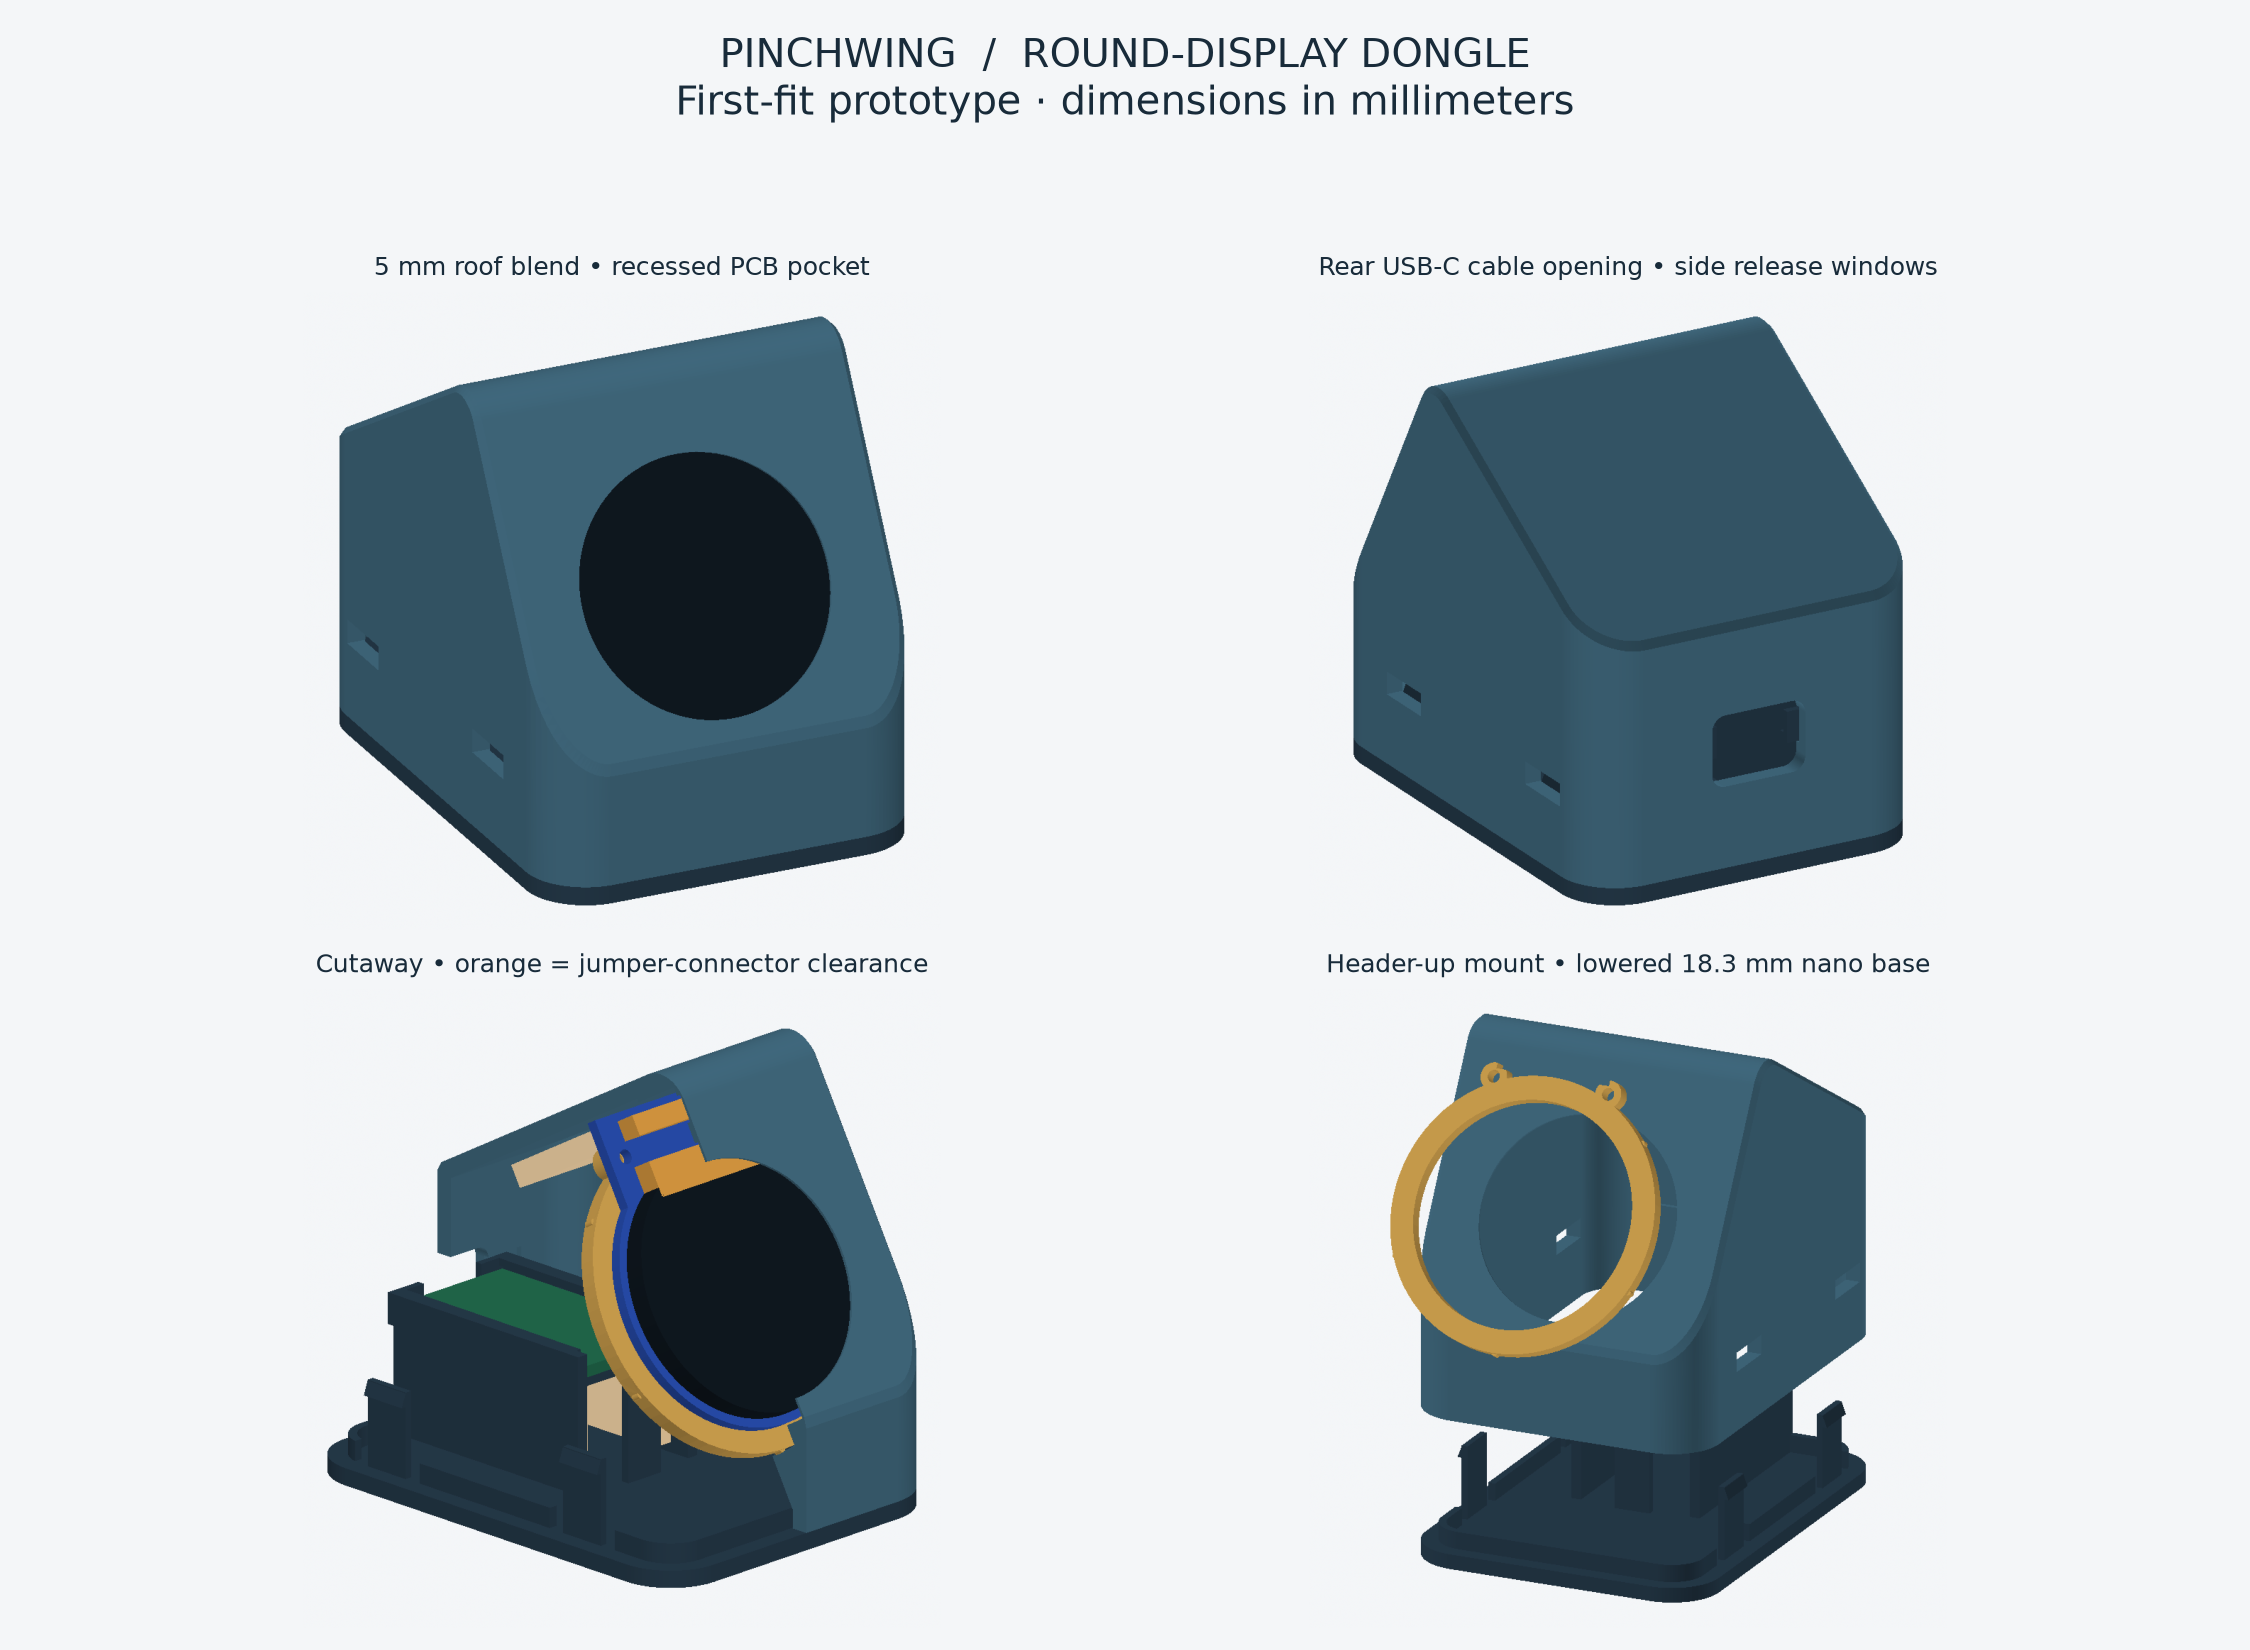 PINCHWING / ROUND-DISPLAY DONGLE
First-fit prototype · dimensions in millimeters
5 mm roof blend • recessed PCB pocket
Rear USB-C cable opening • side release windows
Cutaway • orange = jumper-connector clearance
Header-up mount • lowered 18.3 mm nano base